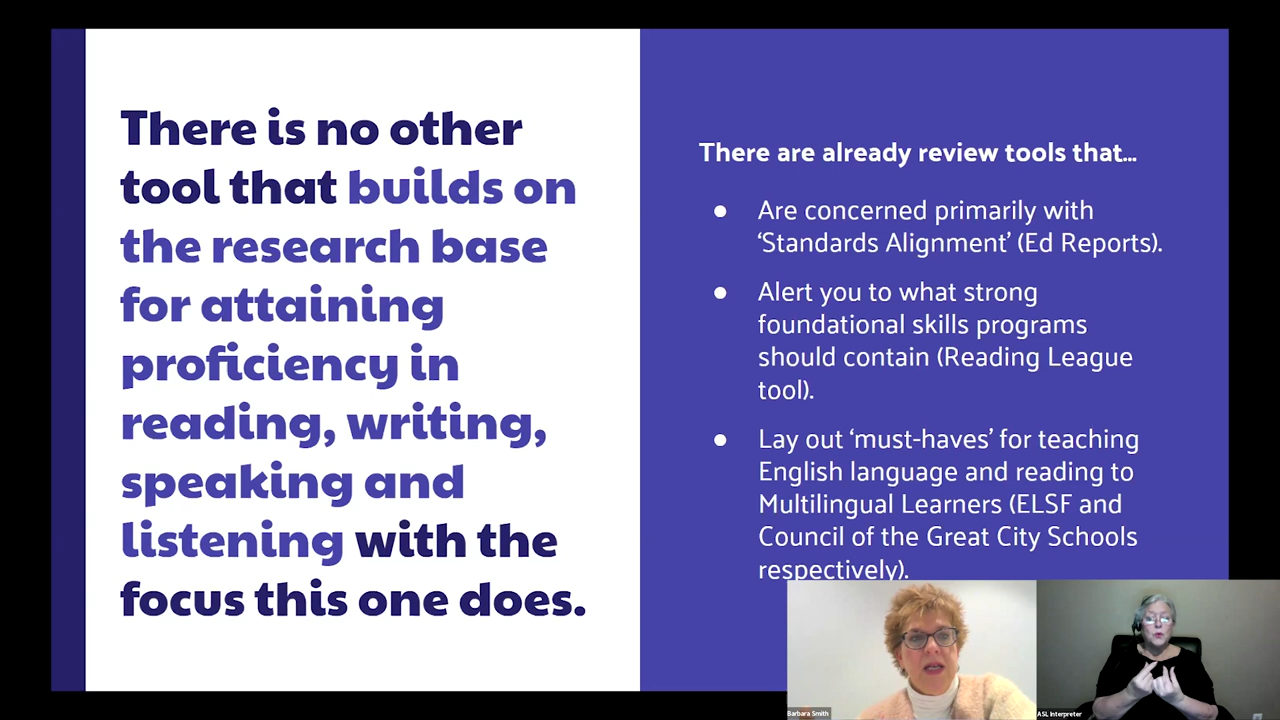 There is no other
tool that builds on
the research base
for attaining
proficiency in
reading, writing,
speaking and
listening with the
focus this one does.
There are already review tools that...
● Are concerned primarily with
'Standards Alignment' (Ed Reports).
● Alert you to what strong
foundational skills programs
should contain (Reading League
tool).
● Lay out 'must-haves' for teaching
English language and reading to
Multilingual Learners (ELSF and
Council of the Great City Schools
respectively).
Barbara Smith
ASL Interpreter